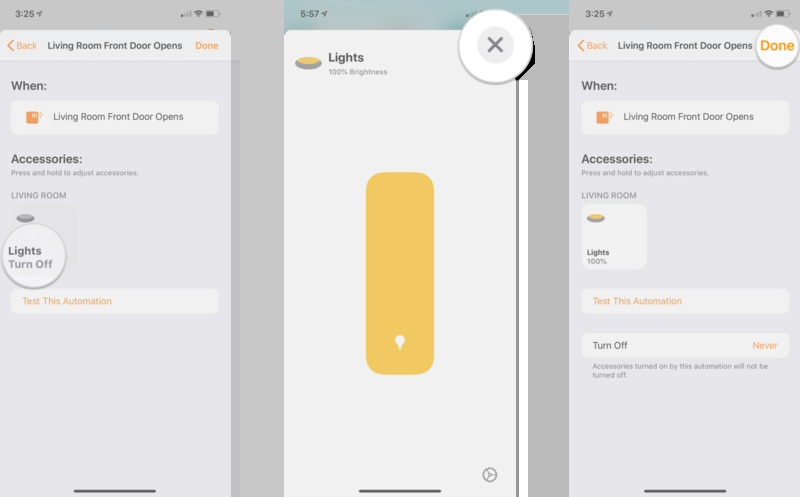 3:25
Back
Living Room Front Door Opens
Done
When:
Living Room Front Door Opens
Accessories:
Press and hold to adjust accessories.
LIVING ROOM
Lights
Turn Off
Test This Automation
5:57
Lights
100% Brightness
3:25
Back
Living Room Front Door Opens
Done
When:
Living Room Front Door Opens
Accessories:
Press and hold to adjust accessories.
LIVING ROOM
Lights
100%
Test This Automation
Turn Off
Never
Accessories turned on by this automation will not be
turned off.